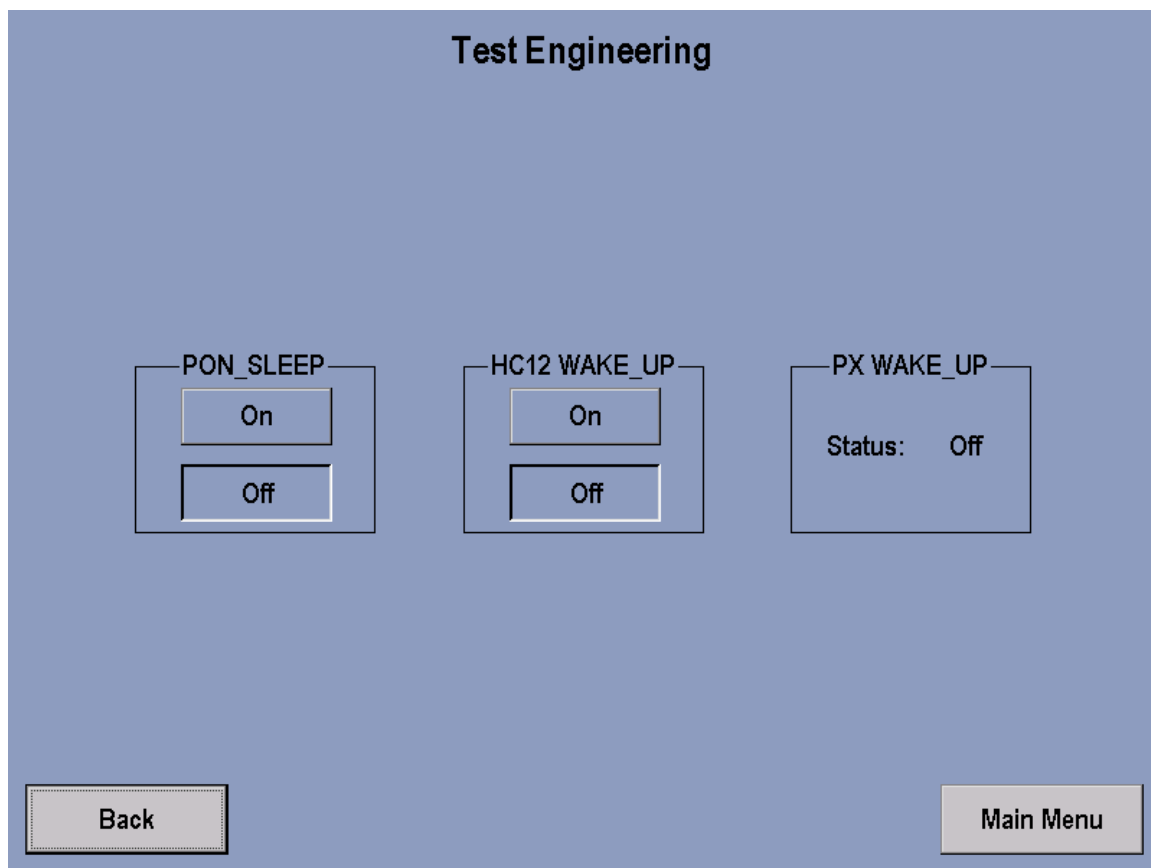 Test Engineering
PON_SLEEP
On
Off
HC12 WAKE_UP
On
Off
PX WAKE_UP
Status: Off
Back
Main Menu